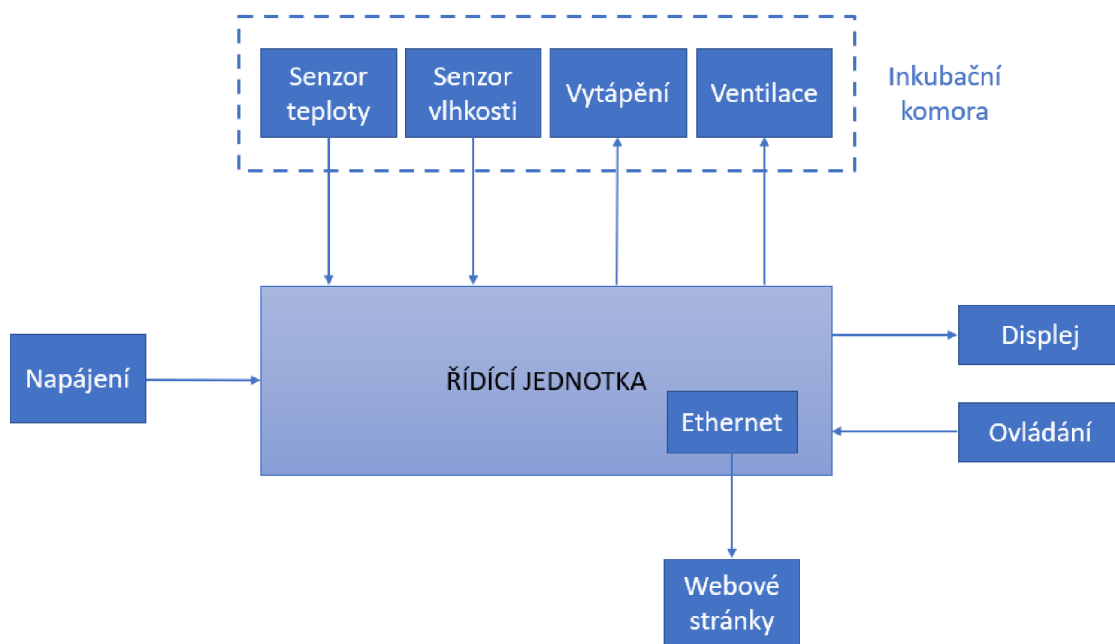 Senzor
teploty
Senzor
vlhkosti
Vytápění
Ventilace
Inkubační
komora
Napájení
ŘÍDÍCÍ JEDNOTKA
Ethernet
Displej
Ovládání
Webové
stránky